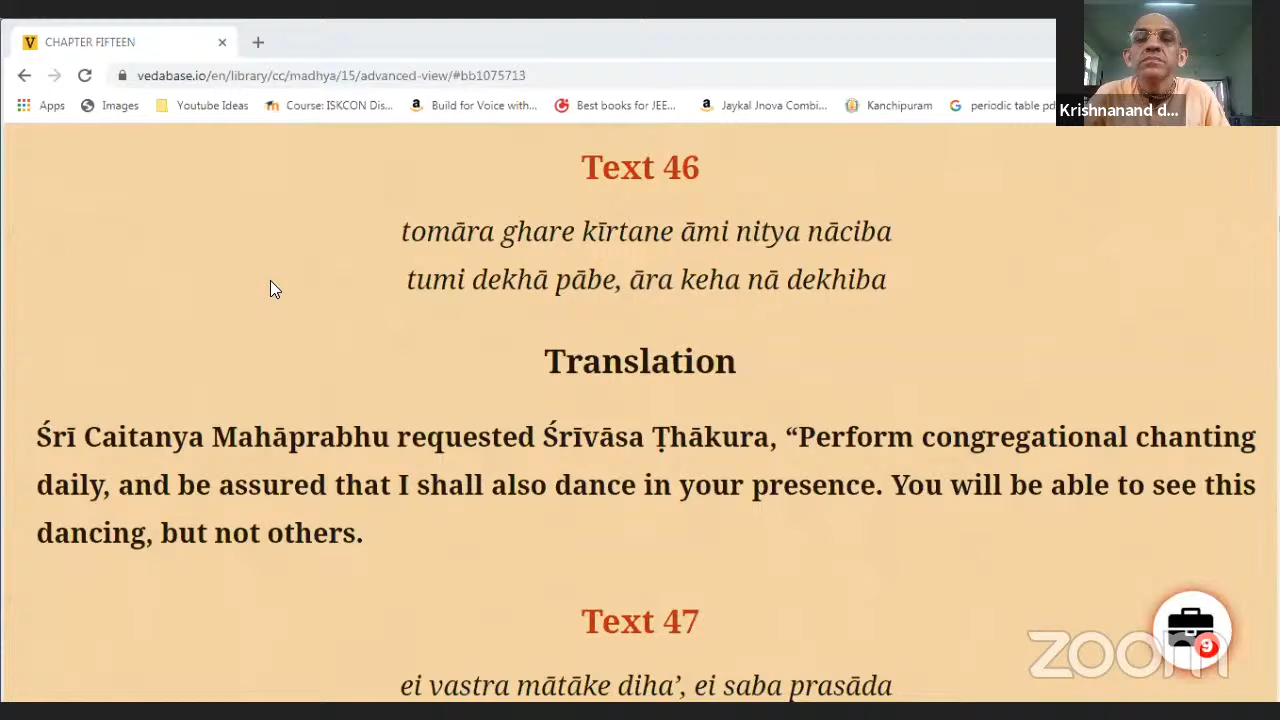 CHAPTER FIFTEEN
vedabase.io/en/library/cc/madhya/15/advanced-view/#bb1075713
Apps Images Youtube Ideas Course: ISKCON Dis... Build for Voice with... Best books for JEE... Jaykal Jnova Combi... Kanchipuram periodic table pd
Krishnanand d...
Text 46
tomāra ghare kīrtane āmi nitya nāciba
tumi dekhā pābe, āra keha nā dekhiba
Translation
Śrī Caitanya Mahāprabhu requested Śrīvāsa Ṭhākura, “Perform congregational chanting
daily, and be assured that I shall also dance in your presence. You will be able to see this
dancing, but not others.
Text 47
ei vastra mātāke diha’, ei saba prasāda
9
zoom